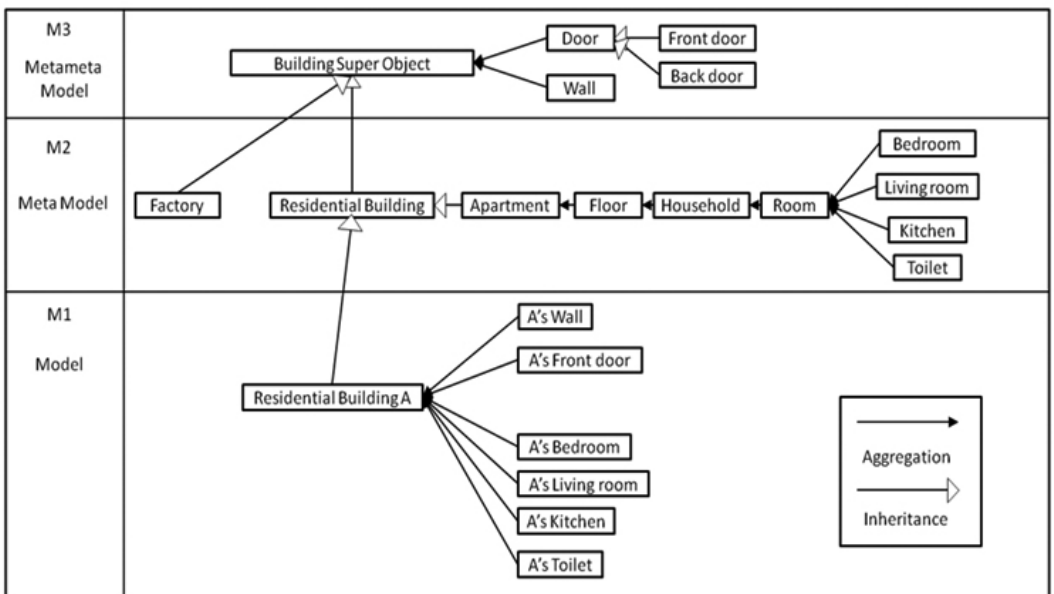 M3
Metameta
Model
Building Super Object
Door
Front door
Back door
Wall
M2
Meta Model
Factory
Residential Building
Apartment
Floor
Household
Room
Bedroom
Living room
Kitchen
Toilet
M1
Model
Residential Building A
A's Wall
A's Front door
A's Bedroom
A's Living room
A's Kitchen
A's Toilet
Aggregation
Inheritance